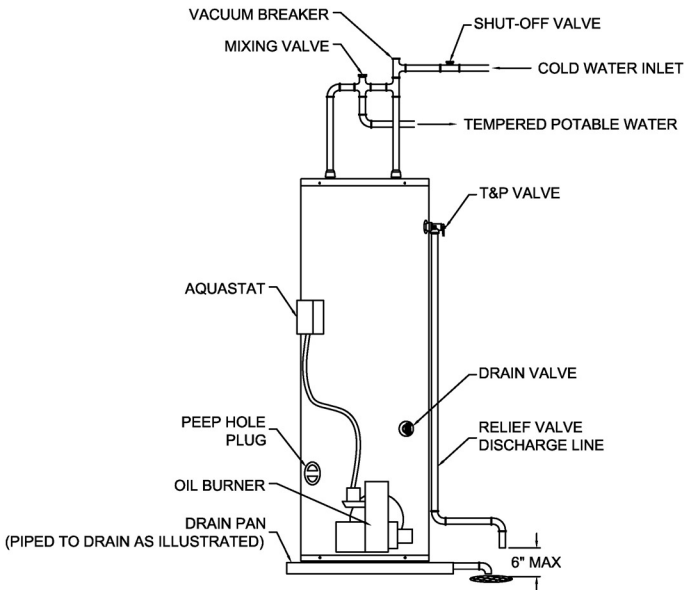 VACUUM BREAKER
SHUT-OFF VALVE
MIXING VALVE
COLD WATER INLET
TEMPERED POTABLE WATER
T&P VALVE
AQUASTAT
DRAIN VALVE
PEEP HOLE
PLUG
RELIEF VALVE
DISCHARGE LINE
OIL BURNER
DRAIN PAN
(PIPED TO DRAIN AS ILLUSTRATED)
6" MAX